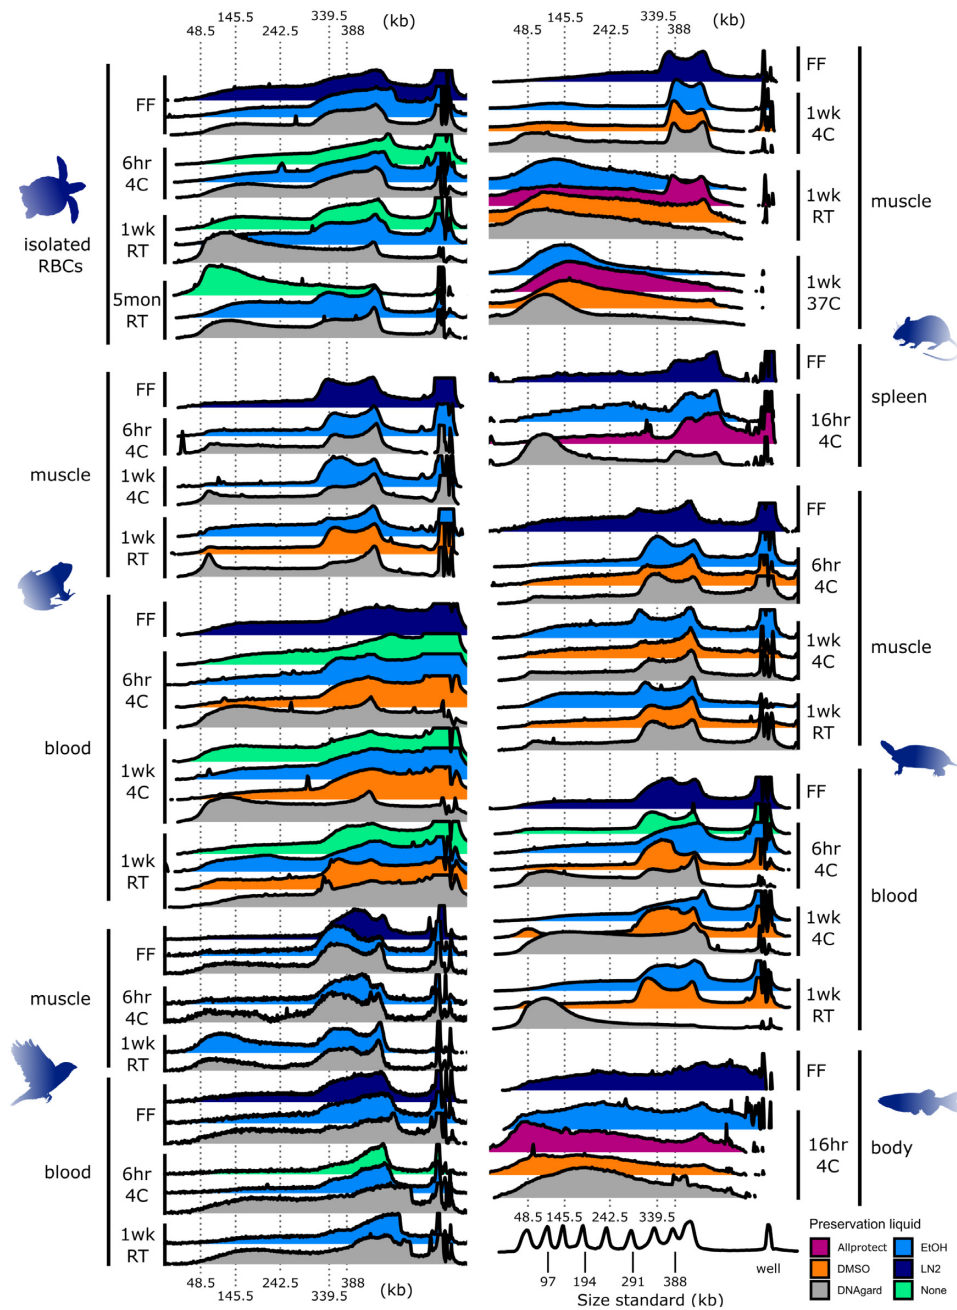 145.5 339.5 (kb)
48.5 242.5 388
FF
6hr
4C
isolated
RBCs
1wk
RT
5mon
RT
muscle
FF
6hr
4C
1wk
4C
1wk
RT
blood
FF
6hr
4C
1wk
4C
1wk
RT
muscle
FF
6hr
4C
1wk
RT
blood
FF
6hr
4C
1wk
RT
48.5 242.5 388
145.5 339.5 (kb)
145.5 339.5 (kb)
48.5 242.5 388
FF
1wk
4C
muscle
1wk
RT
1wk
37C
FF
spleen
16hr
4C
FF
6hr
4C
muscle
1wk
4C
1wk
RT
FF
6hr
4C
blood
1wk
4C
1wk
RT
FF
body
16hr
4C
48.5 145.5 242.5 339.5
well
97 194 291 388
Size standard (kb)
Preservation liquid
Allprotect EtOH
DMSO LN2
DNAgard None